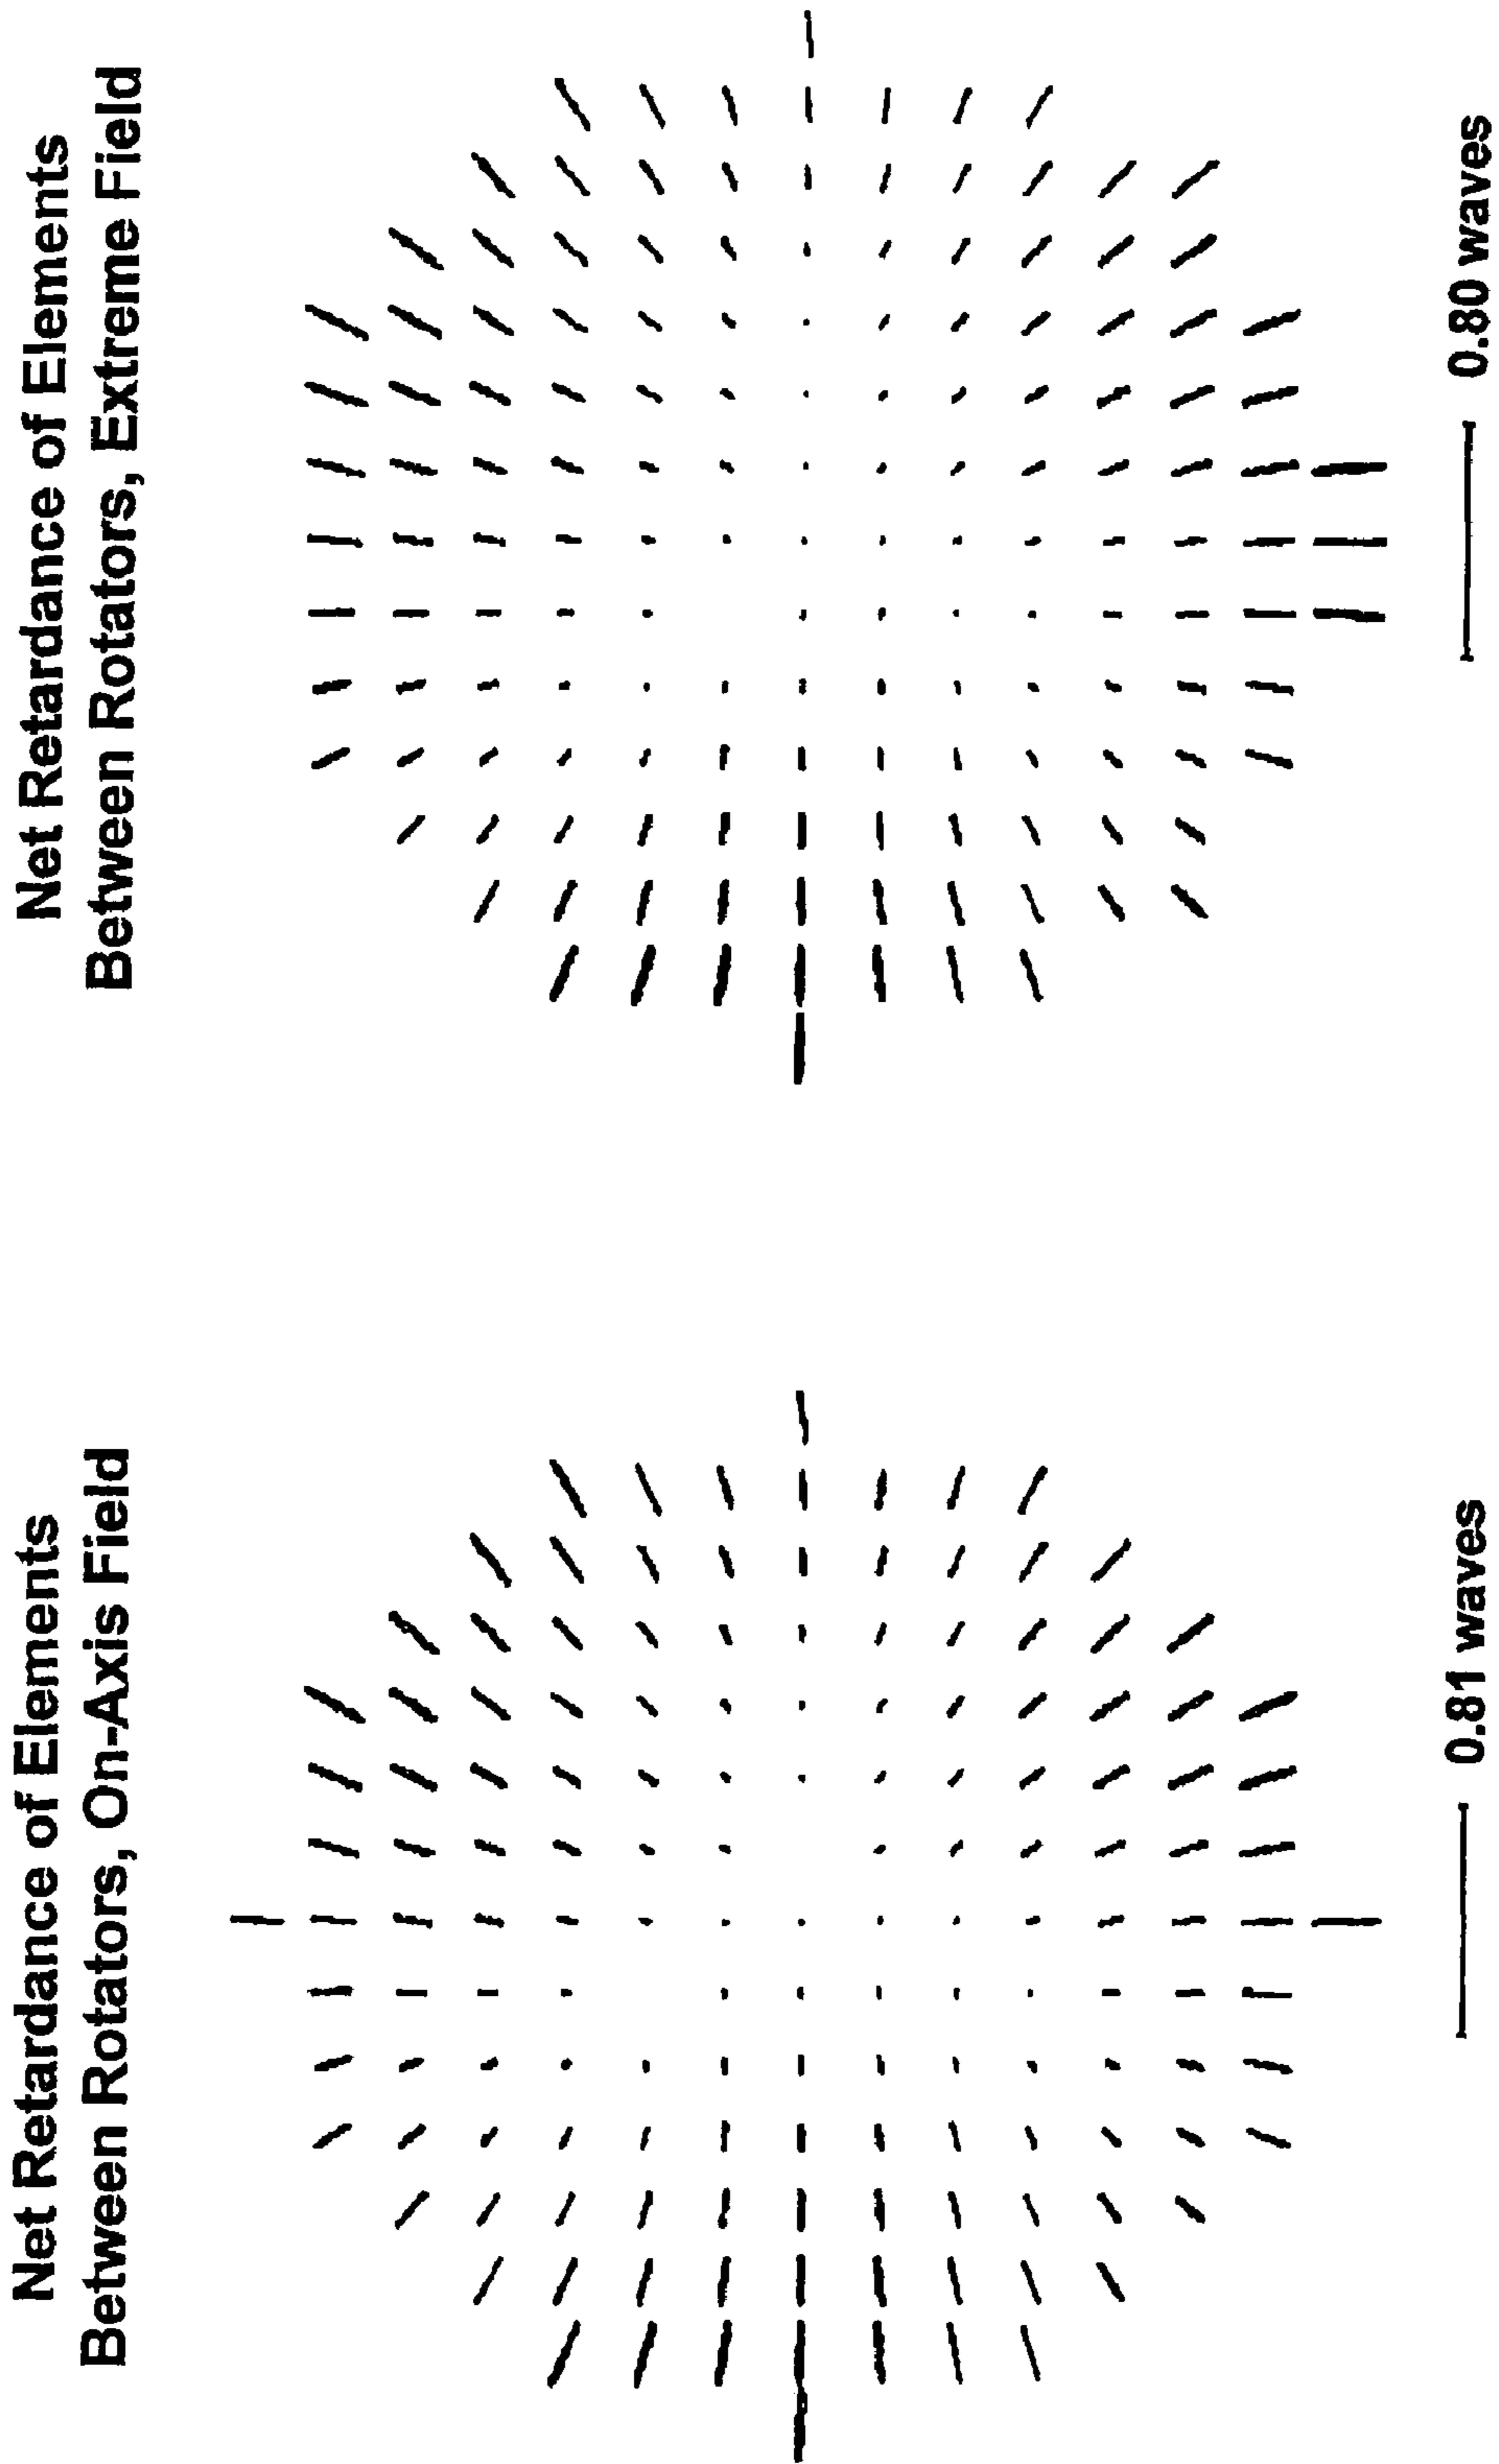 Net Retardance of Elements
Between Rotators, On-Axis Field
0.81 waves
Net Retardance of Elements
Between Rotators, Extreme Field
0.80 waves